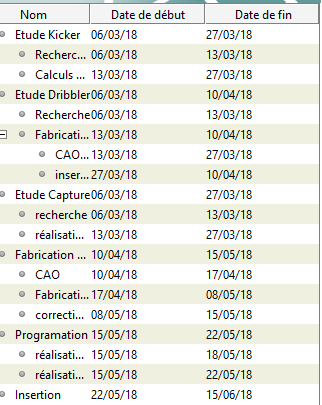 Nom Date de début Date de fin
Etude Kicker 06/03/18 27/03/18
Recherc... 06/03/18 13/03/18
Calculs ... 13/03/18 27/03/18
Etude Dribbler 06/03/18 10/04/18
Recherche 06/03/18 13/03/18
Fabricati... 13/03/18 10/04/18
CAO... 13/03/18 27/03/18
inser... 27/03/18 10/04/18
Etude Capture 06/03/18 27/03/18
recherche 06/03/18 13/03/18
réalisati... 13/03/18 27/03/18
Fabrication ... 10/04/18 15/05/18
CAO 10/04/18 17/04/18
Fabricati... 17/04/18 08/05/18
correcti... 08/05/18 15/05/18
Programation 15/05/18 22/05/18
réalisati... 15/05/18 18/05/18
réalisati... 15/05/18 22/05/18
Insertion 22/05/18 15/06/18